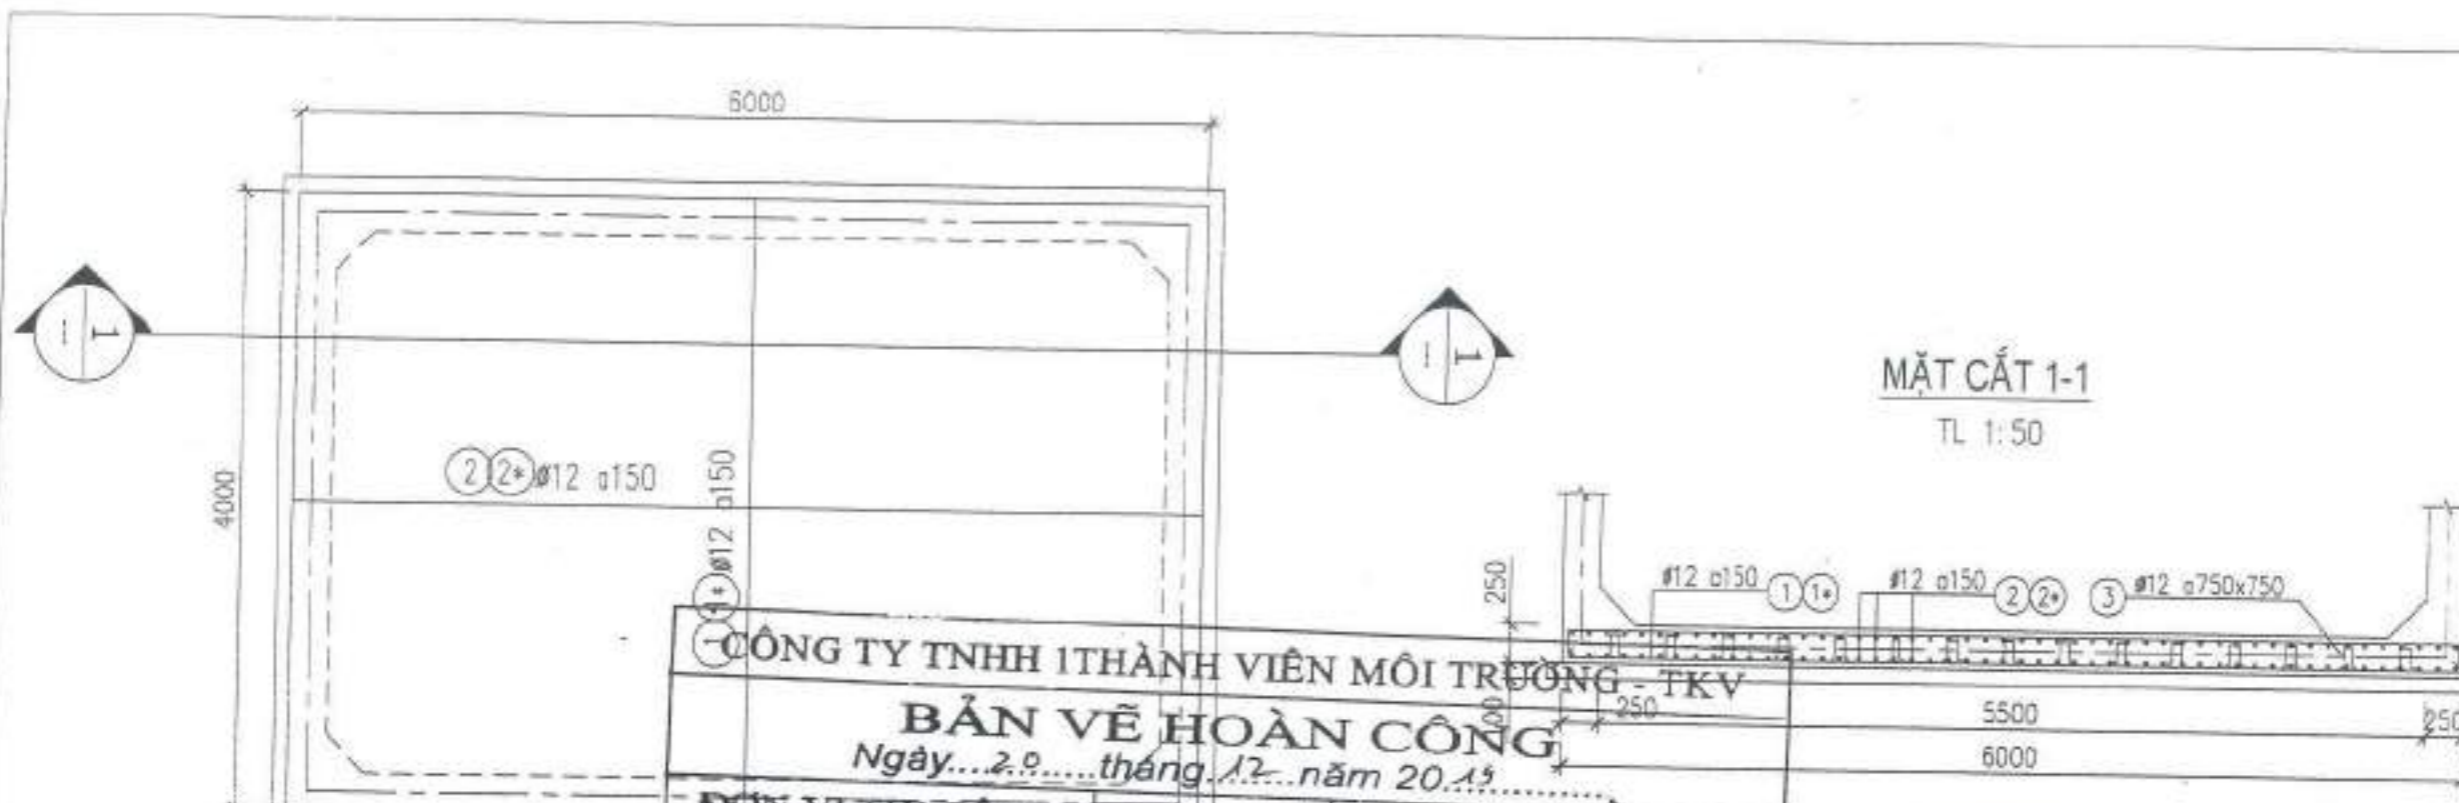 6000
4000
1
1
2 2* ø12 a150
1 1* ø12 a150
MẶT CẮT 1-1
TL 1:50
250
ø12 a150 1 1*
ø12 a150 2 2*
3 ø12 a750x750
250
5500
250
6000
CÔNG TY TNHH 1THÀNH VIÊN MÔI TRƯỜNG - TKV
BẢN VẼ HOÀN CÔNG
Ngày....20.....tháng.12...năm 20.15